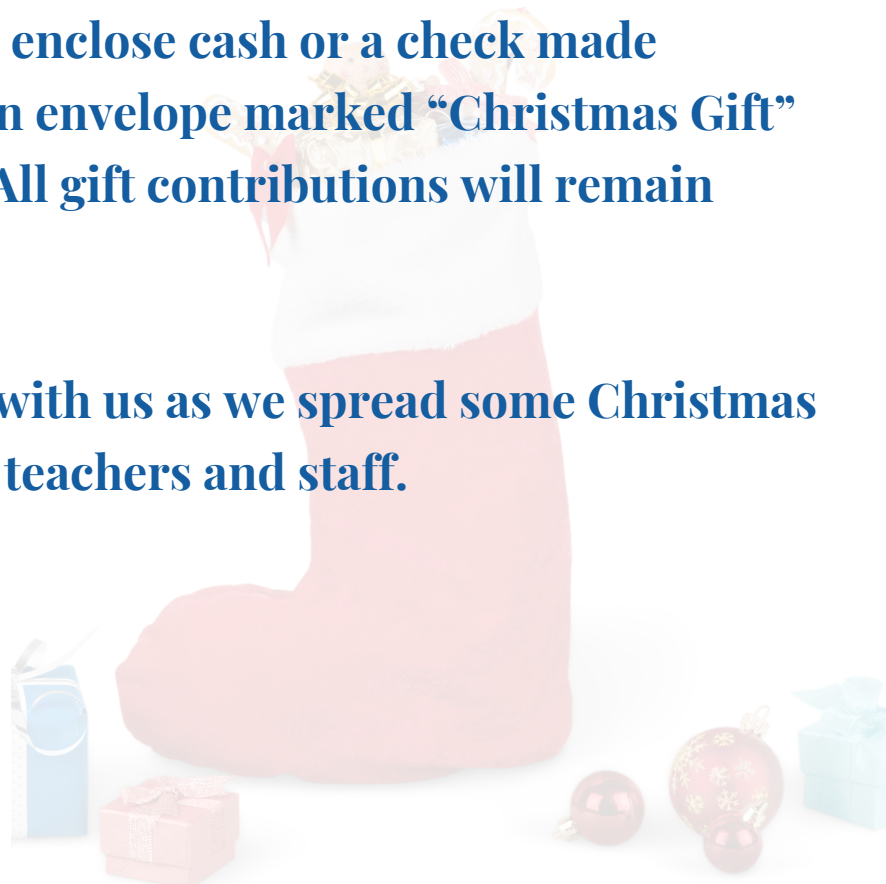 enclose cash or a check made
n envelope marked “Christmas Gift”
All gift contributions will remain
with us as we spread some Christmas
teachers and staff.